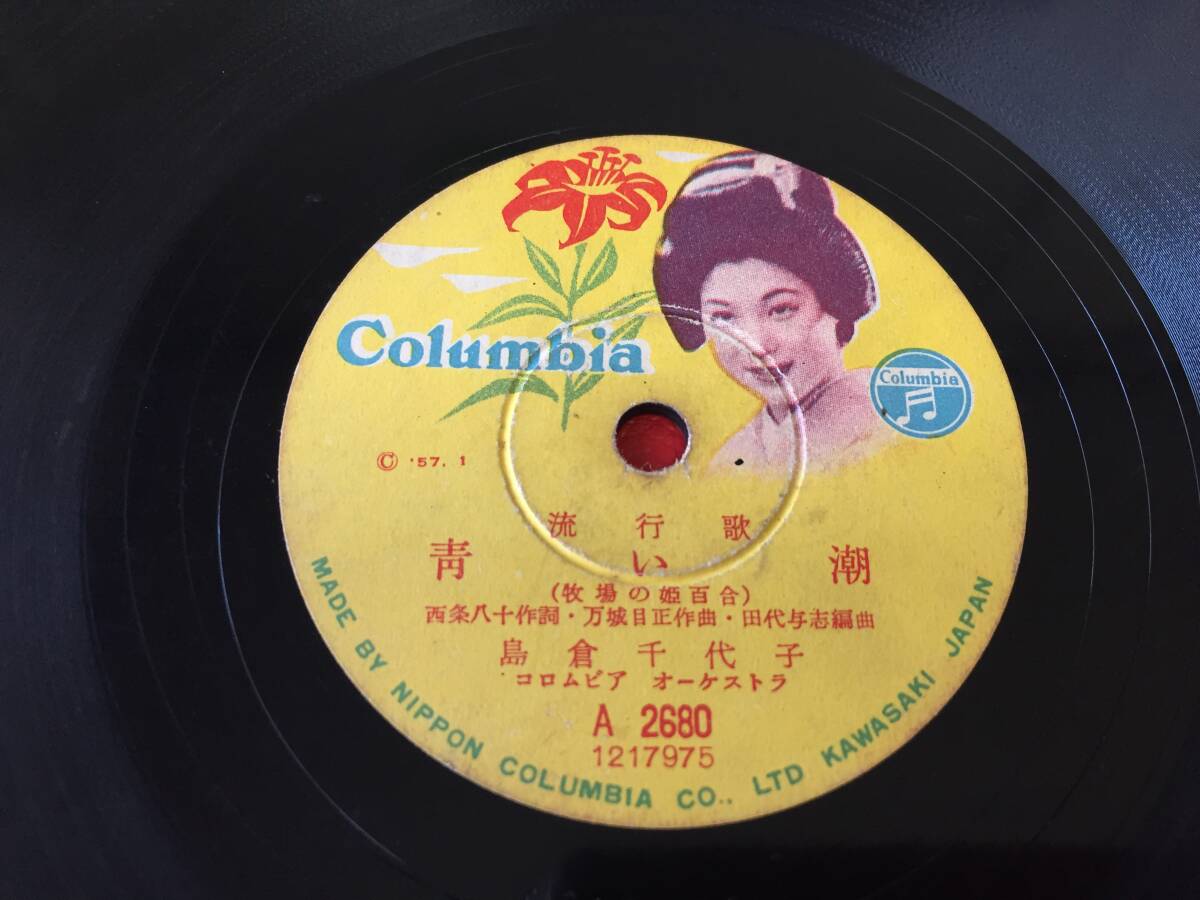 Columbia
Columbia
Ⓒ '57. 1
流行歌
青い潮
(牧場の姫百合)
西条八十作詞・万城目正作曲・田代与志編曲
島倉千代子
コロムビア オーケストラ
A 2680
1217975
MADE BY NIPPON COLUMBIA CO., LTD KAWASAKI JAPAN